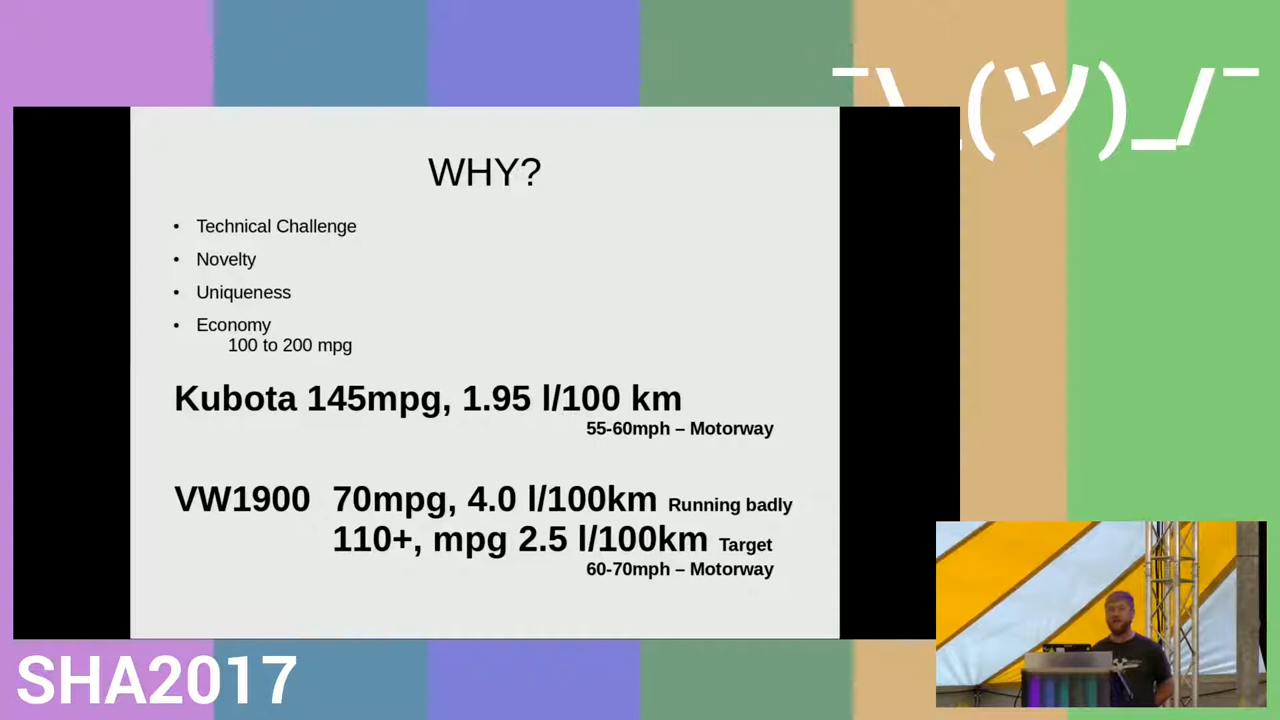 ¯\_(ツ)_/¯
WHY?
• Technical Challenge
• Novelty
• Uniqueness
• Economy
100 to 200 mpg
Kubota 145mpg, 1.95 l/100 km
55-60mph – Motorway
VW1900 70mpg, 4.0 l/100km Running badly
110+, mpg 2.5 l/100km Target
60-70mph – Motorway
SHA2017